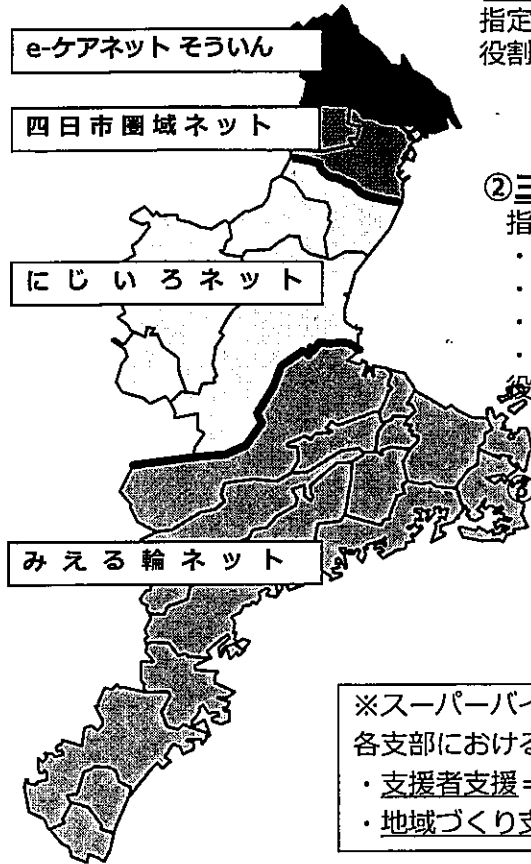 e-ケアネット そういん
四日市圏域ネット
にじいろネット
みえる輪ネット
指定
役割
②三
指
・
・
・
・
役
※スーパーバイ
各支部における
・支援者支援＝
・地域づくり支